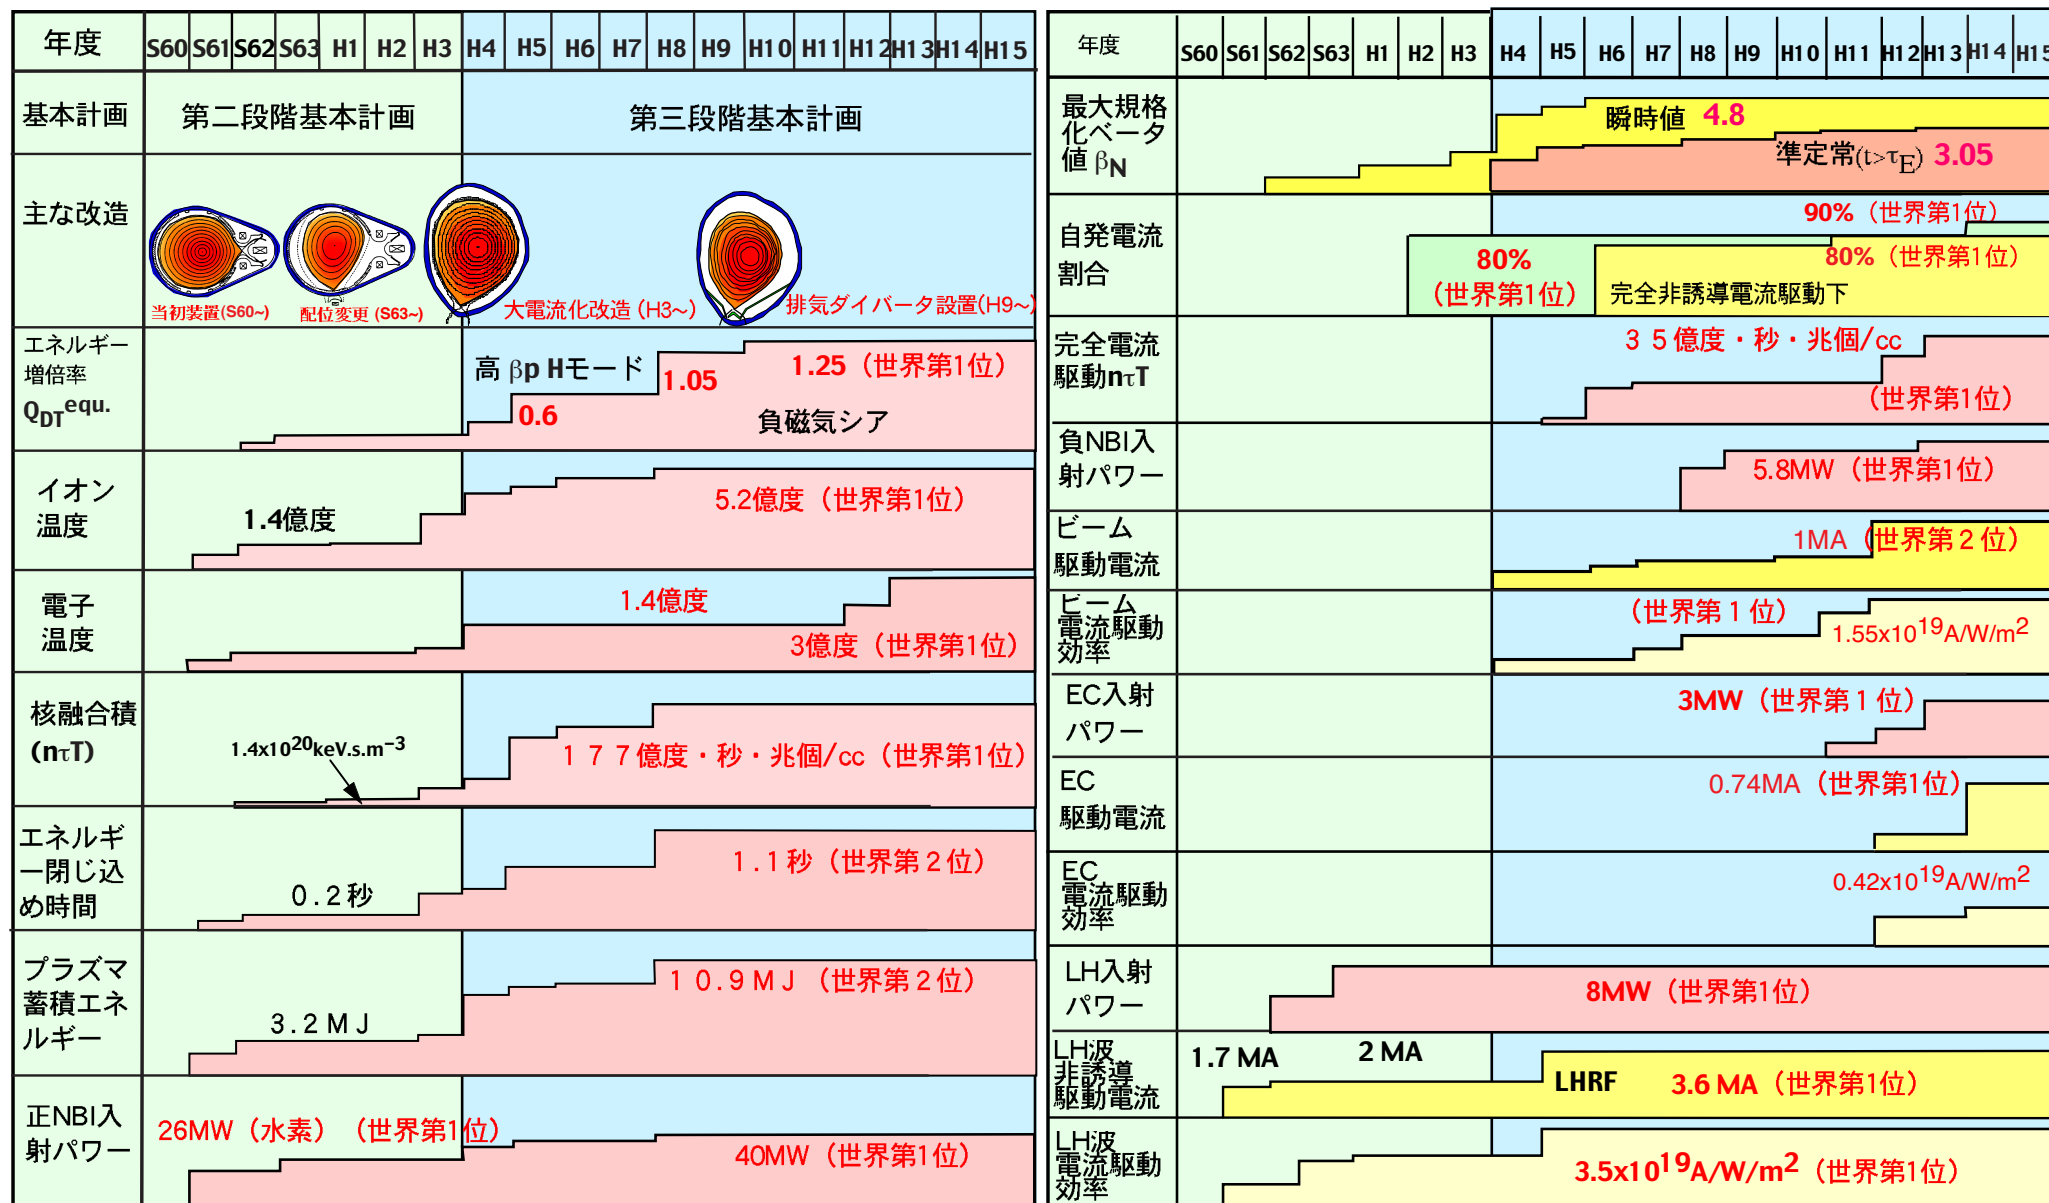 年度 S60 S61 S62 S63 H1 H2 H3 H4 H5 H6 H7 H8 H9 H10 H11 H12 H13 H14 H15
基本計画 第二段階基本計画 第三段階基本計画
主な改造
当初装置(S60~) 配位変更 (S63~) 大電流化改造 (H3~) 排気ダイバータ設置(H9~)
エネルギー
増倍率
QDT equ.
高 βp Hモード
0.6
1.05
1.25（世界第1位）
負磁気シア
イオン
温度
1.4億度
5.2億度（世界第1位）
電子
温度
1.4億度
3億度（世界第1位）
核融合積
(nτT)
1.4x10²⁰keV.s.m⁻³
１７７億度・秒・兆個/cc（世界第1位）
エネルギ
ー閉じ込
め時間
0.2秒
1.1秒（世界第２位）
プラズマ
蓄積エネ
ルギー
3.2ＭＪ
１０.９ＭＪ（世界第２位）
正NBI入
射パワー
26MW（水素）（世界第1位）
40MW（世界第1位）
年度 S60 S61 S62 S63 H1 H2 H3 H4 H5 H6 H7 H8 H9 H10 H11 H12 H13 H14 H15
最大規格
化ベータ
値 βN
瞬時値 4.8
準定常(t>τE) 3.05
自発電流
割合
80%
（世界第1位）
90%（世界第1位）
80%（世界第1位）
完全非誘導電流駆動下
完全電流
駆動nτT
３５億度・秒・兆個/cc
（世界第1位）
負NBI入
射パワー
5.8MW（世界第1位）
ビーム
駆動電流
1MA（世界第２位）
ビーム
電流駆動
効率
（世界第１位）
1.55x10¹⁹A/W/m²
EC入射
パワー
3MW（世界第１位）
EC
駆動電流
0.74MA（世界第1位）
EC
電流駆動
効率
0.42x10¹⁹A/W/m²
LH入射
パワー
8MW（世界第1位）
LH波
非誘導
駆動電流
1.7 MA
2 MA
LHRF 3.6 MA（世界第1位）
LH波
電流駆動
効率
3.5x10¹⁹A/W/m²（世界第1位）